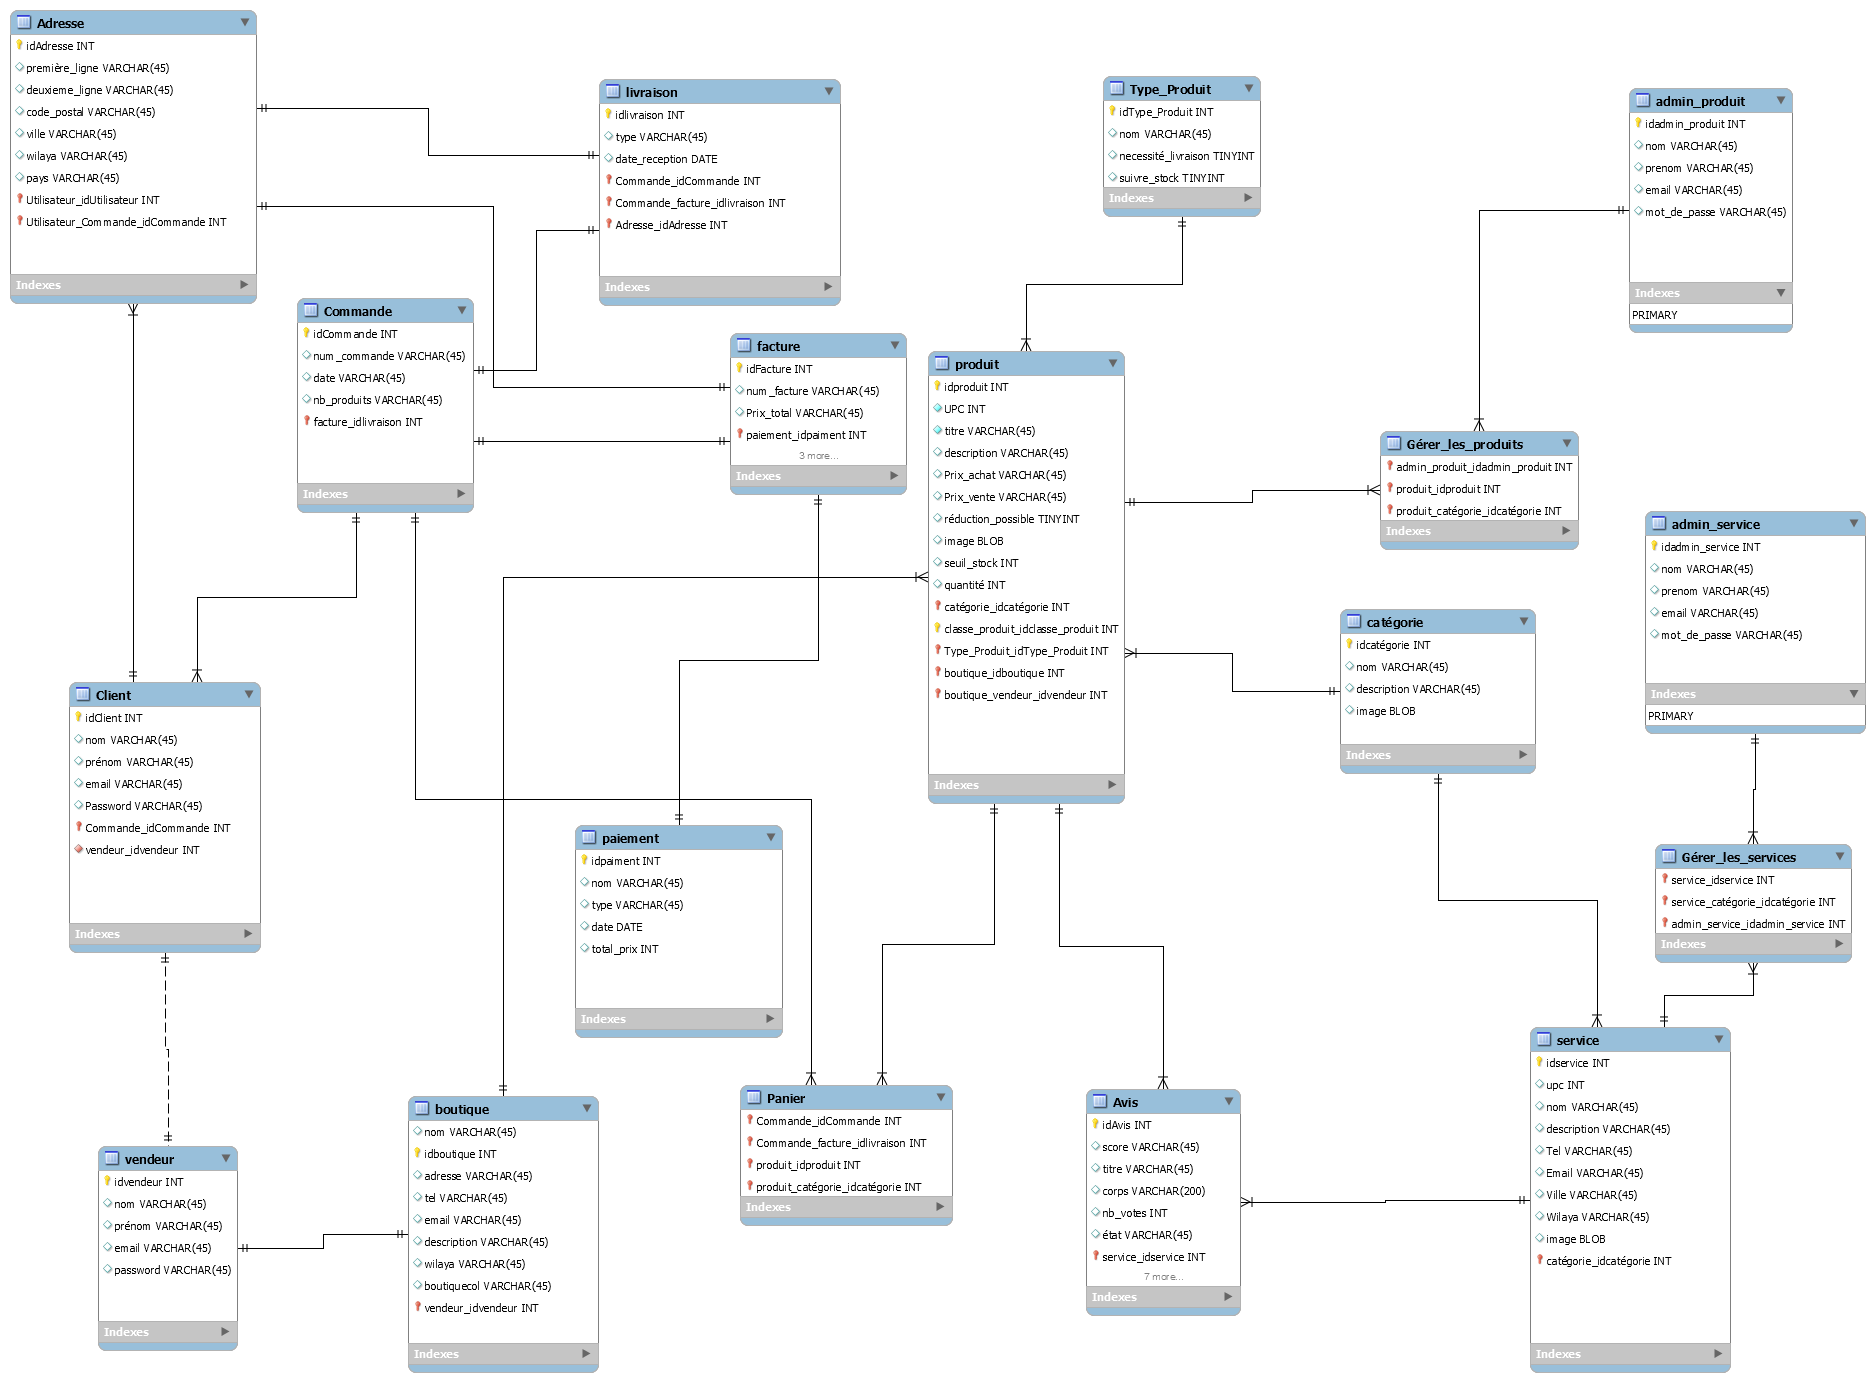 Adresse
idAdresse INT
première_ligne VARCHAR(45)
deuxieme_ligne VARCHAR(45)
code_postal VARCHAR(45)
ville VARCHAR(45)
wilaya VARCHAR(45)
pays VARCHAR(45)
Utilisateur_idUtilisateur INT
Utilisateur_Commande_idCommande INT
Indexes
livraison
idlivraison INT
type VARCHAR(45)
date_reception DATE
Commande_idCommande INT
Commande_facture_idlivraison INT
Adresse_idAdresse INT
Indexes
Type_Produit
idType_Produit INT
nom VARCHAR(45)
necessité_livraison TINYINT
suivre_stock TINYINT
Indexes
admin_produit
idadmin_produit INT
nom VARCHAR(45)
prenom VARCHAR(45)
email VARCHAR(45)
mot_de_passe VARCHAR(45)
Indexes
PRIMARY
Commande
idCommande INT
num_commande VARCHAR(45)
date VARCHAR(45)
nb_produits VARCHAR(45)
facture_idlivraison INT
Indexes
facture
idFacture INT
num_facture VARCHAR(45)
Prix_total VARCHAR(45)
paiement_idpaiment INT
3 more...
Indexes
produit
idproduit INT
UPC INT
titre VARCHAR(45)
description VARCHAR(45)
Prix_achat VARCHAR(45)
Prix_vente VARCHAR(45)
réduction_possible TINYINT
image BLOB
seuil_stock INT
quantité INT
catégorie_idcatégorie INT
classe_produit_idclasse_produit INT
Type_Produit_idType_Produit INT
boutique_idboutique INT
boutique_vendeur_idvendeur INT
Indexes
Gérer_les_produits
admin_produit_idadmin_produit INT
produit_idproduit INT
produit_catégorie_idcatégorie INT
Indexes
admin_service
idadmin_service INT
nom VARCHAR(45)
prenom VARCHAR(45)
email VARCHAR(45)
mot_de_passe VARCHAR(45)
Indexes
PRIMARY
catégorie
idcatégorie INT
nom VARCHAR(45)
description VARCHAR(45)
image BLOB
Indexes
Client
idClient INT
nom VARCHAR(45)
prénom VARCHAR(45)
email VARCHAR(45)
Password VARCHAR(45)
Commande_idCommande INT
vendeur_idvendeur INT
Indexes
paiement
idpaiment INT
nom VARCHAR(45)
type VARCHAR(45)
date DATE
total_prix INT
Indexes
Gérer_les_services
service_idservice INT
service_catégorie_idcatégorie INT
admin_service_idadmin_service INT
Indexes
vendeur
idvendeur INT
nom VARCHAR(45)
prénom VARCHAR(45)
email VARCHAR(45)
password VARCHAR(45)
Indexes
boutique
nom VARCHAR(45)
idboutique INT
adresse VARCHAR(45)
tel VARCHAR(45)
email VARCHAR(45)
description VARCHAR(45)
wilaya VARCHAR(45)
boutiquecol VARCHAR(45)
vendeur_idvendeur INT
Indexes
Panier
Commande_idCommande INT
Commande_facture_idlivraison INT
produit_idproduit INT
produit_catégorie_idcatégorie INT
Indexes
Avis
idAvis INT
score VARCHAR(45)
titre VARCHAR(45)
corps VARCHAR(200)
nb_votes INT
état VARCHAR(45)
service_idservice INT
7 more...
Indexes
service
idservice INT
upc INT
nom VARCHAR(45)
description VARCHAR(45)
Tel VARCHAR(45)
Email VARCHAR(45)
Ville VARCHAR(45)
Wilaya VARCHAR(45)
image BLOB
catégorie_idcatégorie INT
Indexes